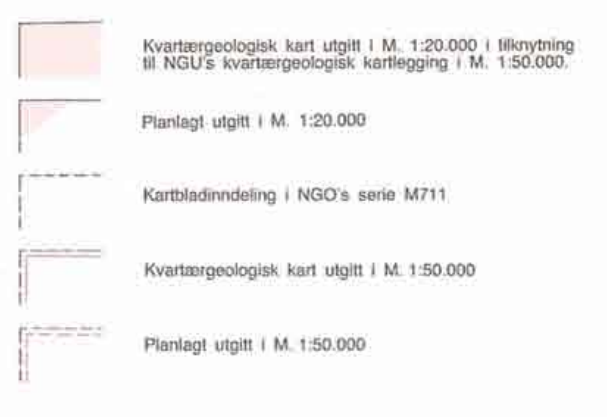 Kvartærgeologisk kart utgitt i M. 1:20.000 i tilknytning
til NGU's kvartærgeologisk kartlegging i M. 1:50.000.
Planlagt utgitt i M. 1:20.000
Kartbladinndeling i NGO's serie M711
Kvartærgeologisk kart utgitt i M. 1:50.000
Planlagt utgitt i M. 1:50.000